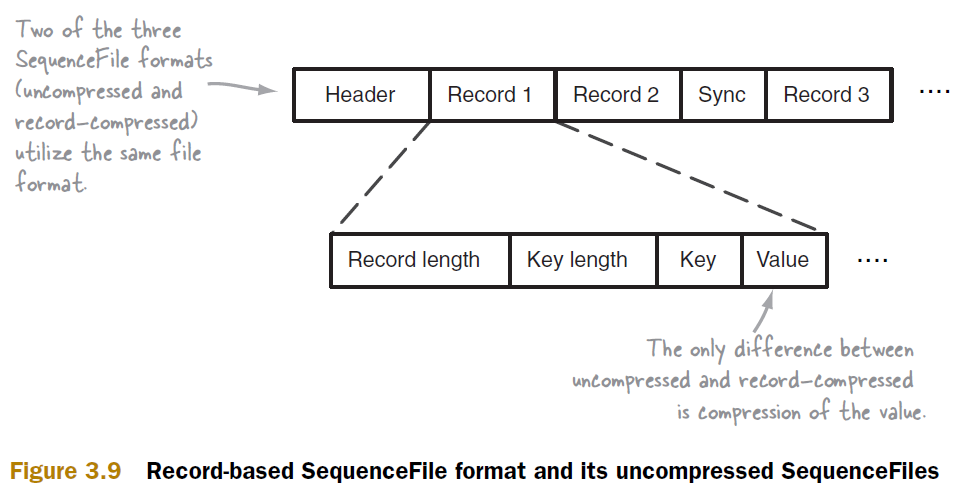 Two of the three
SequenceFile formats
(uncompressed and
record-compressed)
utilize the same file
format.
Header Record 1 Record 2 Sync Record 3 ....
Record length Key length Key Value ....
The only difference between
uncompressed and record-compressed
is compression of the value.
Figure 3.9 Record-based SequenceFile format and its uncompressed SequenceFiles